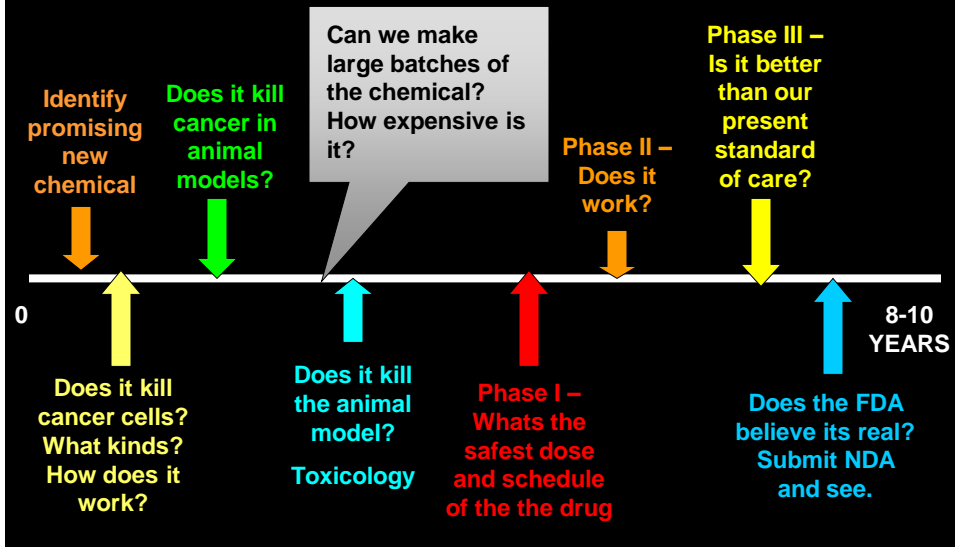 Identify
promising
new
chemical
Does it kill
cancer cells?
What kinds?
How does it
work?
Does it kill
cancer in
animal
models?
Can we make
large batches of
the chemical?
How expensive is
it?
Does it kill
the animal
model?
Toxicology
Phase I –
Whats the
safest dose
and schedule
of the the drug
Phase II –
Does it
work?
Phase III –
Is it better
than our
present
standard
of care?
Does the FDA
believe its real?
Submit NDA
and see.
0
8-10
YEARS